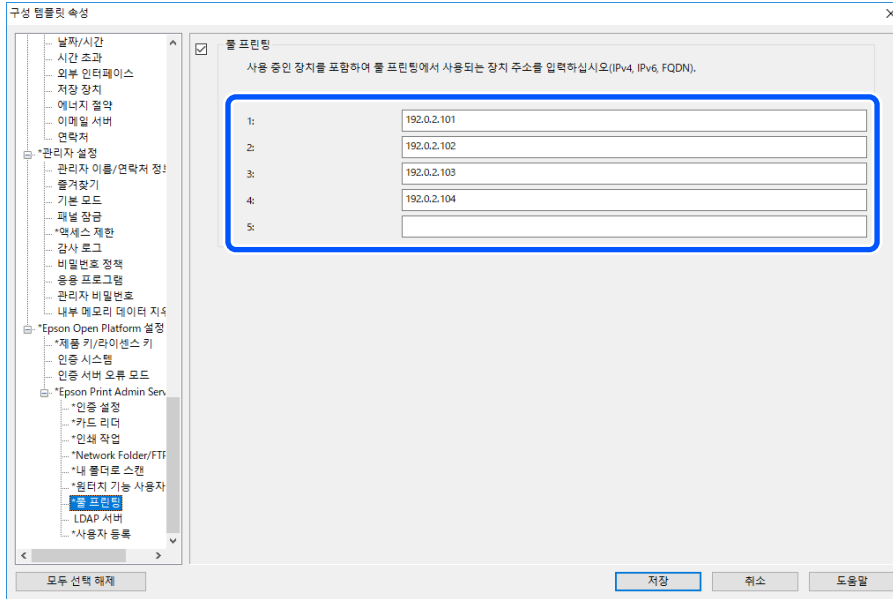 구성 템플릿 속성
날짜/시간
시간 초과
외부 인터페이스
저장 장치
에너지 절약
이메일 서버
연락처
*관리자 설정
관리자 이름/연락처 정보
즐겨찾기
기본 모드
패널 잠금
*액세스 제한
감사 로그
비밀번호 정책
응용 프로그램
관리자 비밀번호
내부 메모리 데이터 지우
*Epson Open Platform 설정
*제품 키/라이센스 키
인증 시스템
인증 서버 오류 모드
*Epson Print Admin Serv
*인증 설정
*카드 리더
*인쇄 작업
*Network Folder/FTP
*내 폴더로 스캔
*원터치 기능 사용자
*풀 프린팅
LDAP 서버
*사용자 등록
모두 선택 해제
풀 프린팅
사용 중인 장치를 포함하여 풀 프린팅에서 사용되는 장치 주소를 입력하십시오(IPv4, IPv6, FQDN).
1: 192.0.2.101
2: 192.0.2.102
3: 192.0.2.103
4: 192.0.2.104
5:
저장 취소 도움말